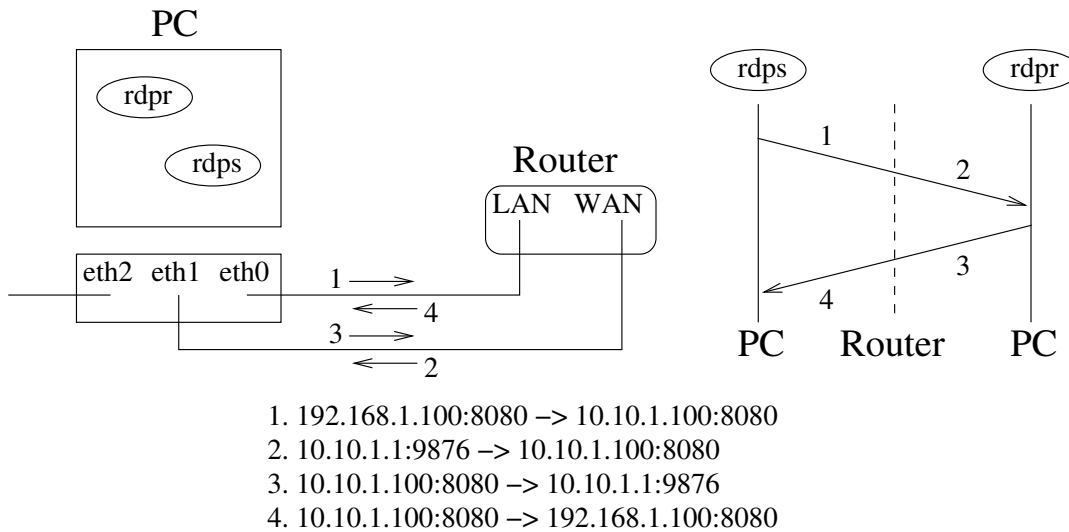 PC
rdpr
rdps
eth2 eth1 eth0
Router
LAN WAN
1
4
3
2
rdps rdpr
1
2
3
4
PC Router PC
1. 192.168.1.100:8080 −> 10.10.1.100:8080
2. 10.10.1.1:9876 −> 10.10.1.100:8080
3. 10.10.1.100:8080 −> 10.10.1.1:9876
4. 10.10.1.100:8080 −> 192.168.1.100:8080